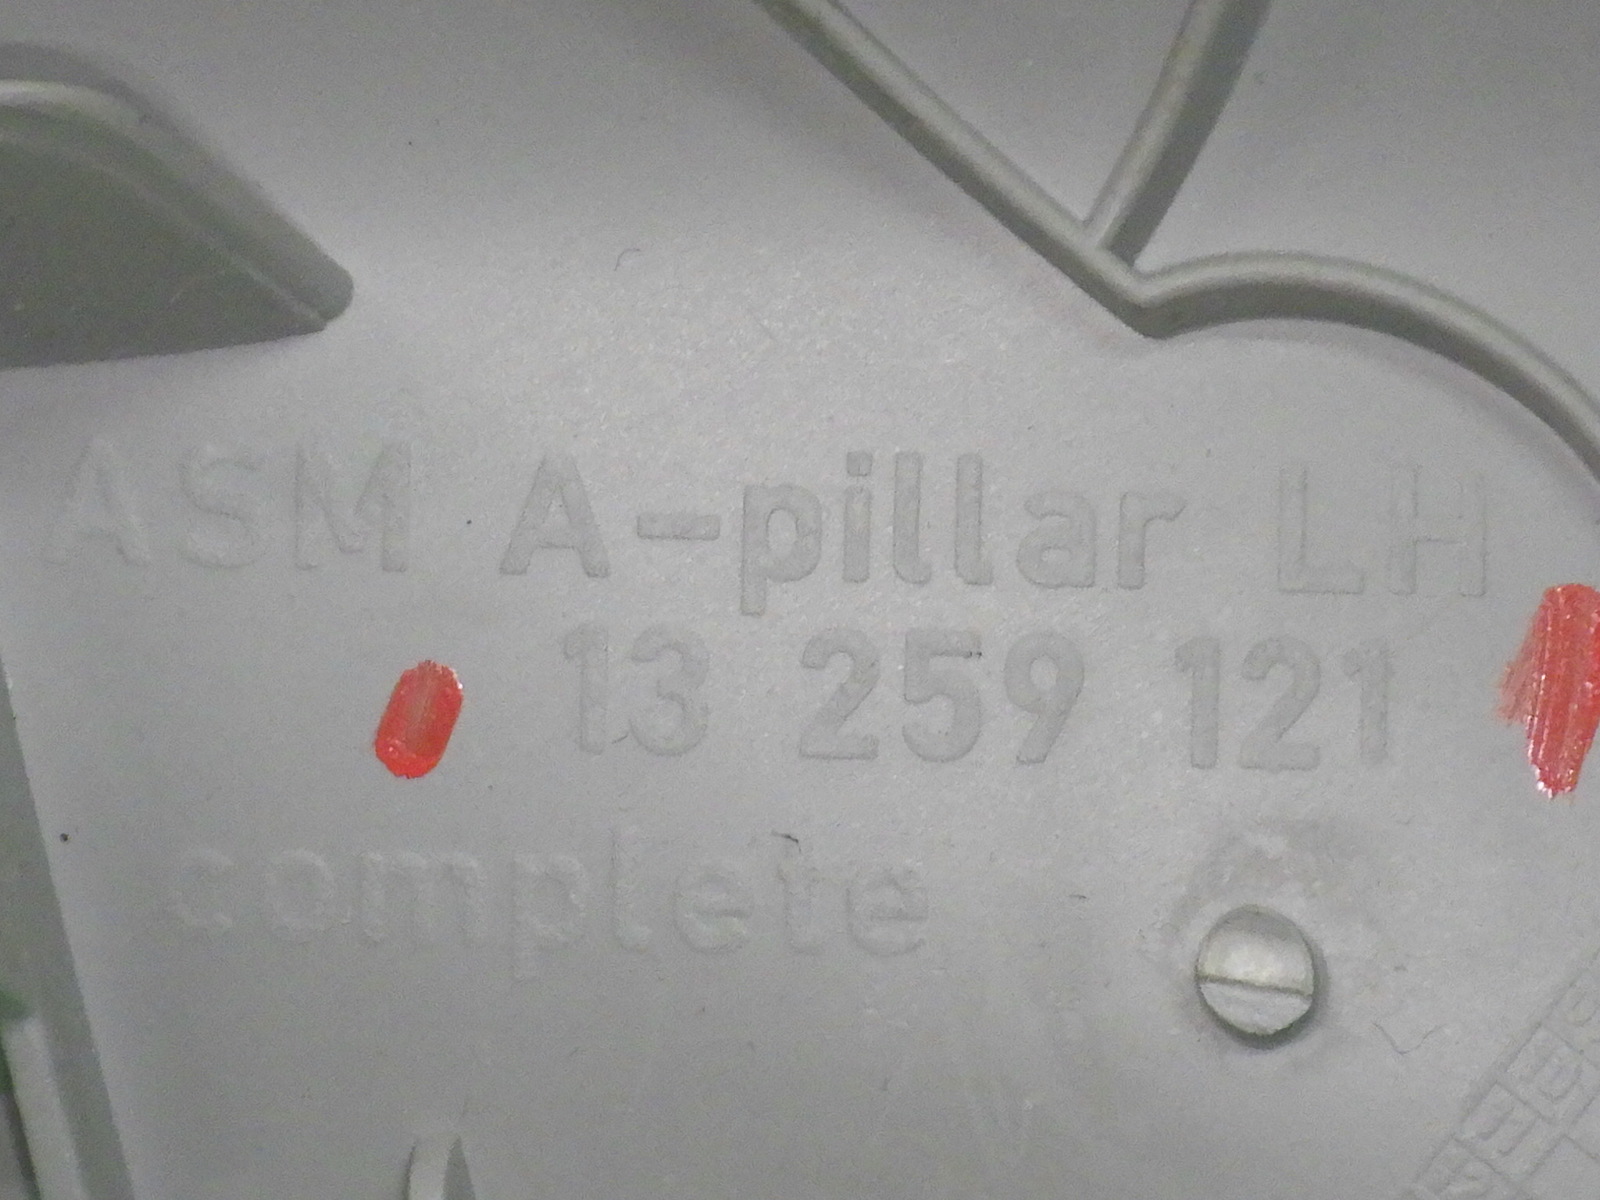 ASM A-pillar LH
13 259 121
complete